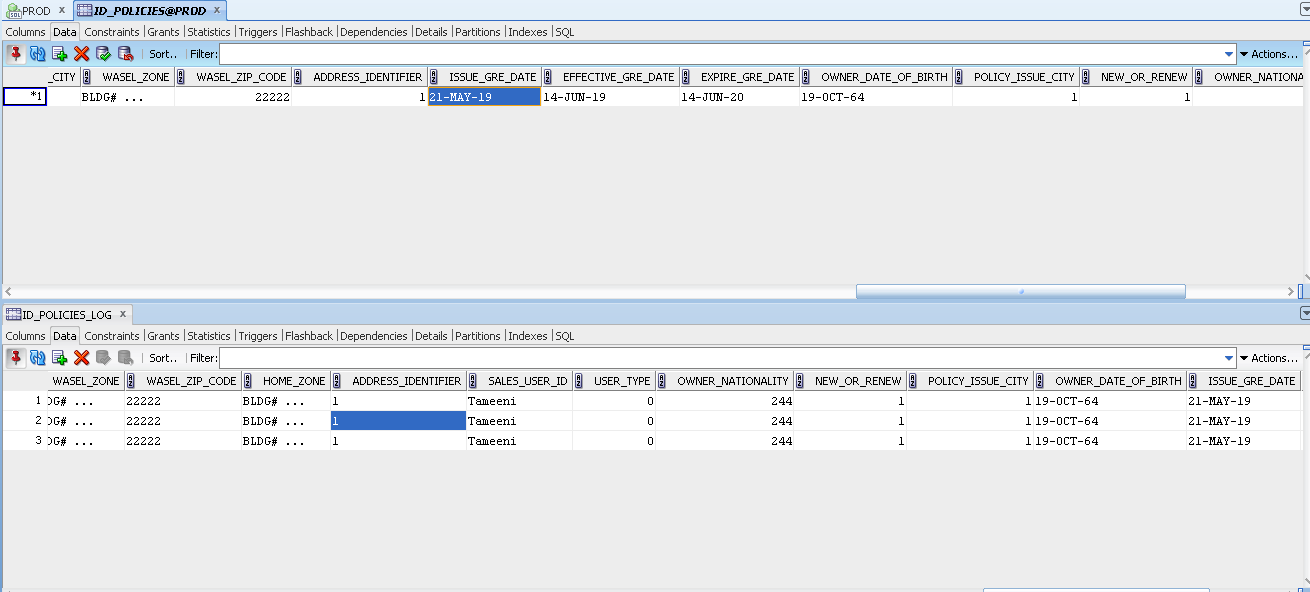 PROD x ID_POLICIES@PROD x
Columns Data Constraints Grants Statistics Triggers Flashback Dependencies Details Partitions Indexes SQL
Sort.. Filter: Actions...
_CITY WASEL_ZONE WASEL_ZIP_CODE ADDRESS_IDENTIFIER ISSUE_GRE_DATE EFFECTIVE_GRE_DATE EXPIRE_GRE_DATE OWNER_DATE_OF_BIRTH POLICY_ISSUE_CITY NEW_OR_RENEW OWNER_NATIONA
*1 BLDG# ... 22222 1 21-MAY-19 14-JUN-19 14-JUN-20 19-OCT-64 1 1
ID_POLICIES_LOG x
Columns Data Constraints Grants Statistics Triggers Flashback Dependencies Details Partitions Indexes SQL
Sort.. Filter: Actions...
WASEL_ZONE WASEL_ZIP_CODE HOME_ZONE ADDRESS_IDENTIFIER SALES_USER_ID USER_TYPE OWNER_NATIONALITY NEW_OR_RENEW POLICY_ISSUE_CITY OWNER_DATE_OF_BIRTH ISSUE_GRE_DATE
1 DG# ... 22222 BLDG# ... 1 Tameeni 0 244 1 1 19-OCT-64 21-MAY-19
2 DG# ... 22222 BLDG# ... 1 Tameeni 0 244 1 1 19-OCT-64 21-MAY-19
3 DG# ... 22222 BLDG# ... 1 Tameeni 0 244 1 1 19-OCT-64 21-MAY-19